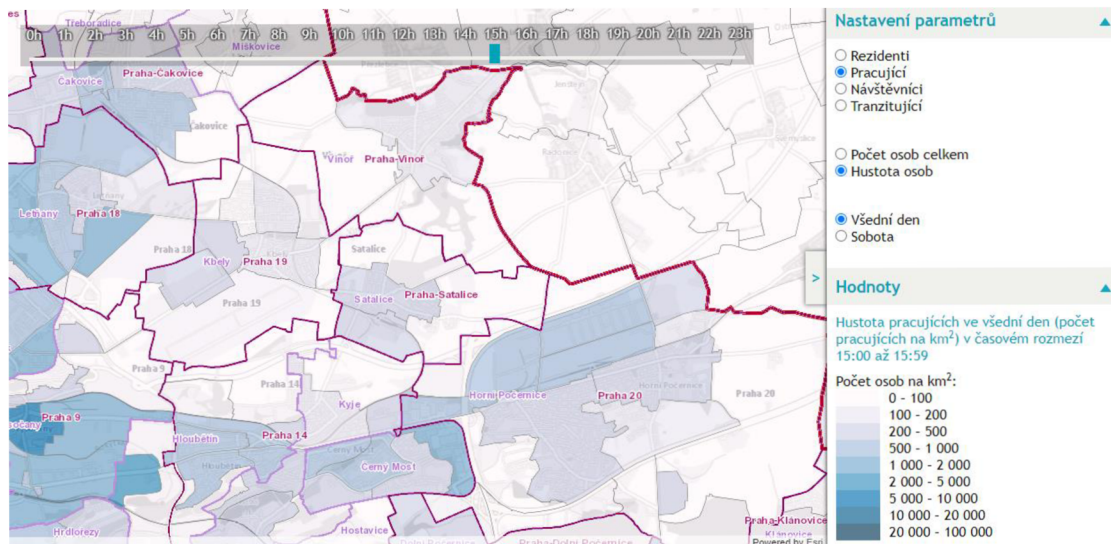 Třeboradice
0h 1h 2h 3h 4h 5h 6h 7h 8h 9h 10h 11h 12h 13h 14h 15h 16h 17h 18h 19h 20h 21h 22h 23h
Miškovice
Praha-Čakovice
Čakovice
Čakovice
Vinoř
Praha-Vinoř
Letňany
Praha 18
Praha 18
Kbely
Praha 19
Satalice
Praha 19
Satalice
Praha-Satalice
Praha 9
Praha 14
Kyje
Horní Počernice
Praha 20
Horní Počernice
Praha 20
Praha 9
Hloubětín
Praha 14
Hloubětín
Černý Most
Černý Most
Hrdlořezy
Hostavice
Dolní Počernice
Praha-Dolní Počernice
Praha-Klánovice
Klánovice
Powered by Esri
>
Nastavení parametrů
Rezidenti
Pracující
Návštěvníci
Tranzitující
Počet osob celkem
Hustota osob
Všední den
Sobota
Hodnoty
Hustota pracujících ve všední den (počet
pracujících na km²) v časovém rozmezí
15:00 až 15:59
Počet osob na km²:
0 - 100
100 - 200
200 - 500
500 - 1 000
1 000 - 2 000
2 000 - 5 000
5 000 - 10 000
10 000 - 20 000
20 000 - 100 000